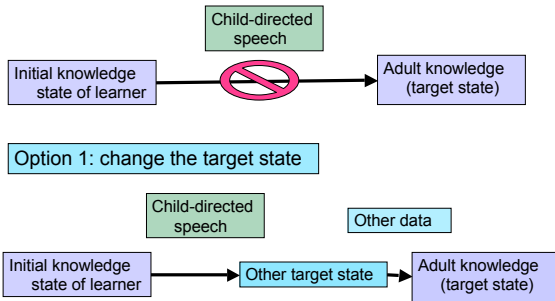 Child-directed
speech
Initial knowledge
state of learner
Adult knowledge
(target state)
Option 1: change the target state
Child-directed
speech
Other data
Initial knowledge
state of learner
Other target state
Adult knowledge
(target state)